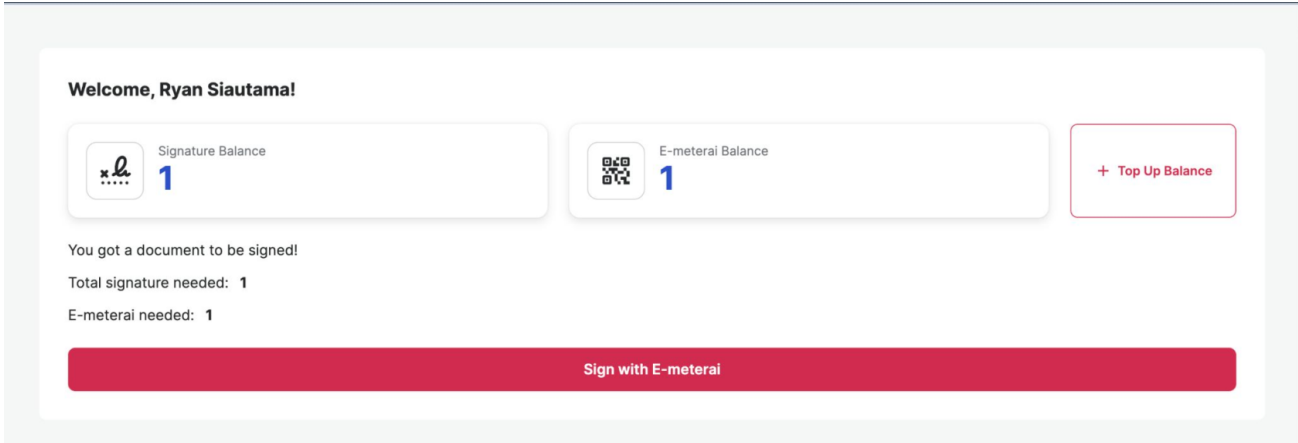 Welcome, Ryan Siautama!
Signature Balance
1
E-meterai Balance
1
+ Top Up Balance
You got a document to be signed!
Total signature needed: 1
E-meterai needed: 1
Sign with E-meterai